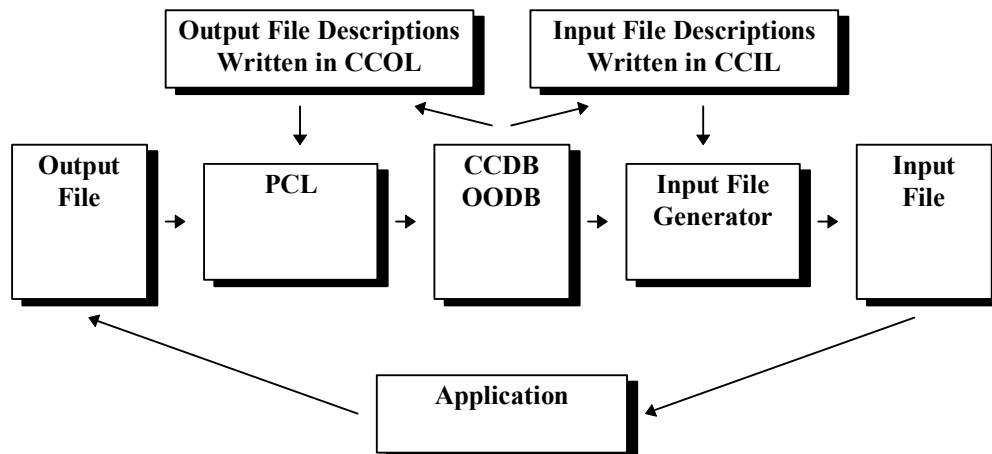 Output File Descriptions
Written in CCOL
Input File Descriptions
Written in CCIL
Output
File
PCL
CCDB
OODB
Input File
Generator
Input
File
Application